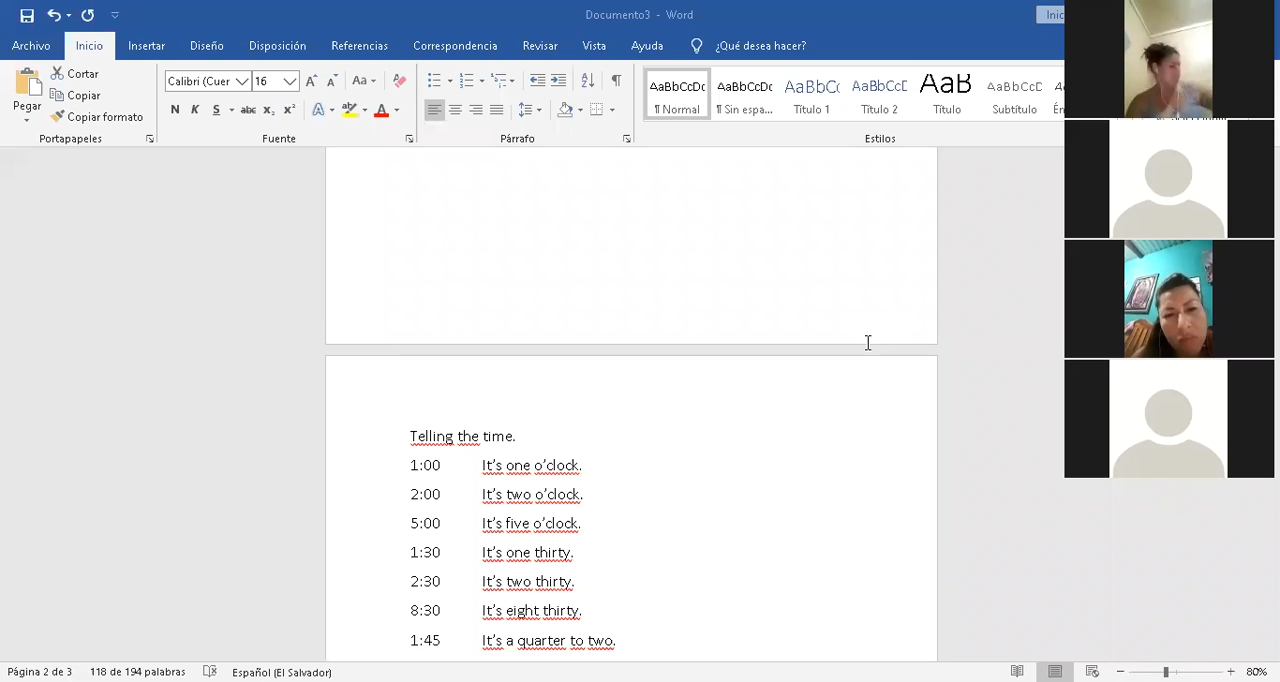 Documento3 - Word
Inic
Archivo Inicio Insertar Diseño Disposición Referencias Correspondencia Revisar Vista Ayuda ¿Qué desea hacer?
Pegar
Cortar
Copiar
Copiar formato
Portapapeles
Calibri (Cuer 16
Aa
N K S abc x₂ x² A A
Fuente
Párrafo
AaBbCcDc AaBbCcDc AaBbCc AaBbCcD AaB AaBbCcD
¶ Normal ¶ Sin espa... Título 1 Título 2 Título Subtítulo
Estilos
Telling the time.
1:00 It’s one o’clock.
2:00 It’s two o’clock.
5:00 It’s five o’clock.
1:30 It’s one thirty.
2:30 It’s two thirty.
8:30 It’s eight thirty.
1:45 It’s a quarter to two.
Página 2 de 3 118 de 194 palabras Español (El Salvador) 80%